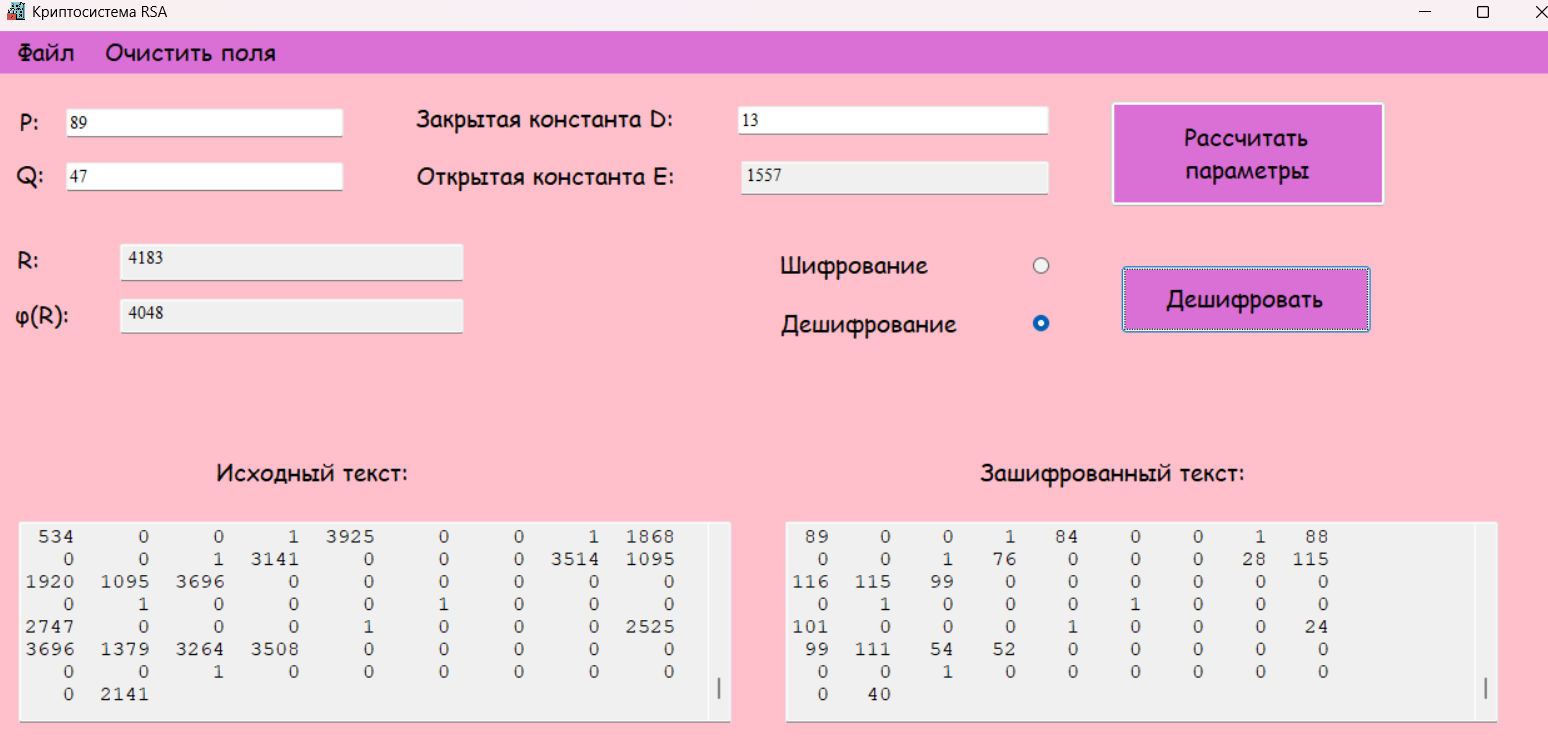 Криптосистема RSA
Файл Очистить поля
P: 89
Закрытая константа D: 13
Рассчитать
параметры
Q: 47
Открытая константа E: 1557
R: 4183
Шифрование
φ(R): 4048
Дешифрование
Дешифровать
Исходный текст:
534 0 0 1 3925 0 0 1 1868
0 0 1 3141 0 0 0 3514 1095
1920 1095 3696 0 0 0 0 0 0
0 1 0 0 0 1 0 0 0
2747 0 0 0 1 0 0 0 2525
3696 1379 3264 3508 0 0 0 0 0
0 0 1 0 0 0 0 0 0
0 2141
Зашифрованный текст:
89 0 0 1 84 0 0 1 88
0 0 1 76 0 0 0 28 115
116 115 99 0 0 0 0 0 0
0 1 0 0 0 1 0 0 0
101 0 0 0 1 0 0 0 24
99 111 54 52 0 0 0 0 0
0 0 1 0 0 0 0 0 0
0 40